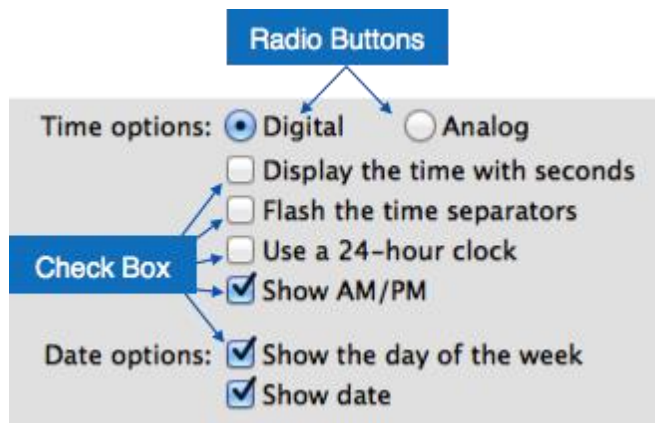 Radio Buttons
Time options: Digital Analog
Display the time with seconds
Flash the time separators
Use a 24-hour clock
Check Box
Show AM/PM
Date options: Show the day of the week
Show date